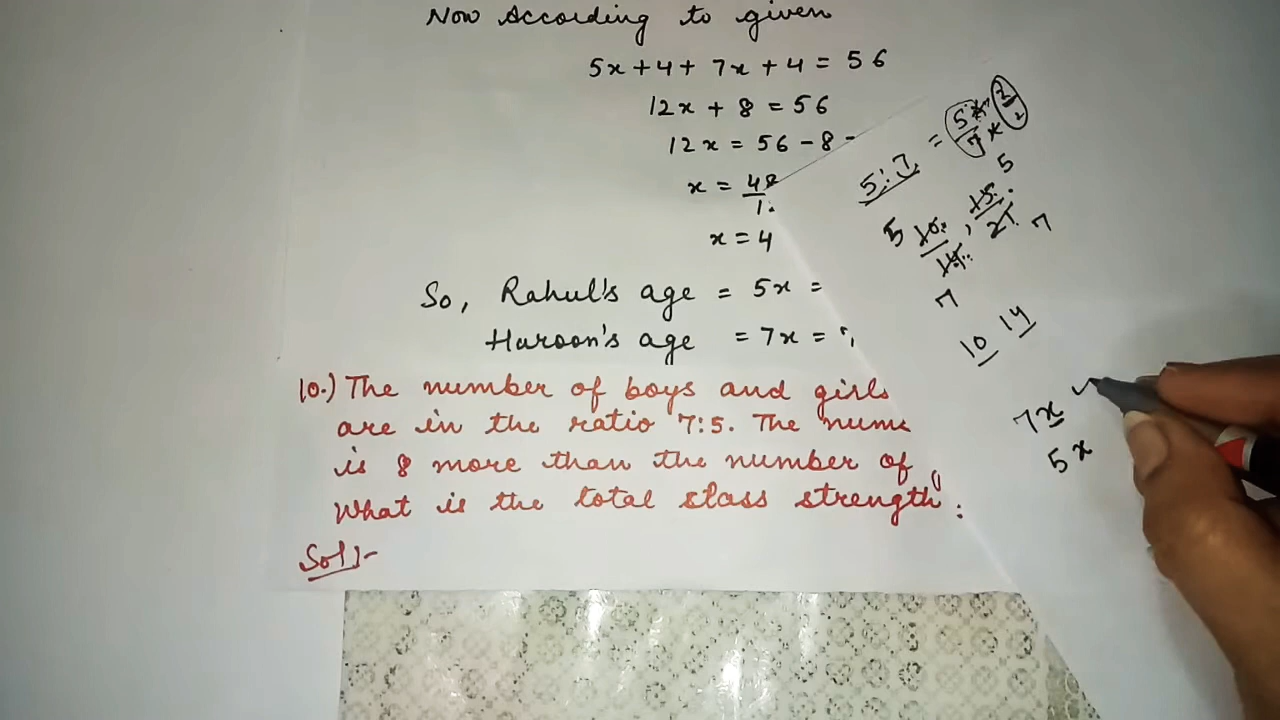 Now According to given
5x + 4 + 7x + 4 = 56
12x + 8 = 56
12x = 56 - 8
x = 48
x = 4
So, Rahul's age = 5x =
Haroon's age = 7x =
10.) The number of boys and girls
are in the ratio 7:5. The
is 8 more than the number of
What is the total class strength
Sol :-
5:7 =
10 14
7x
5x